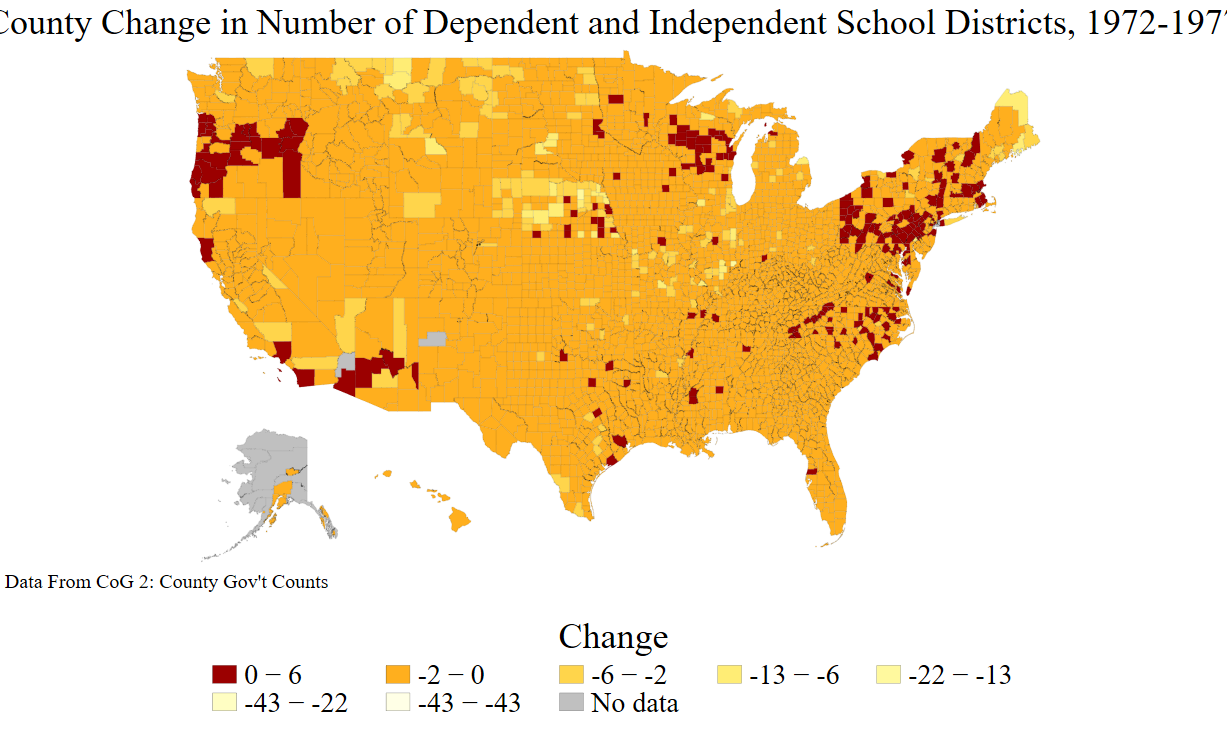 County Change in Number of Dependent and Independent School Districts, 1972-197
Data From CoG 2: County Gov't Counts
Change
0 − 6
-2 − 0
-6 − -2
-13 − -6
-22 − -13
-43 − -22
-43 − -43
No data